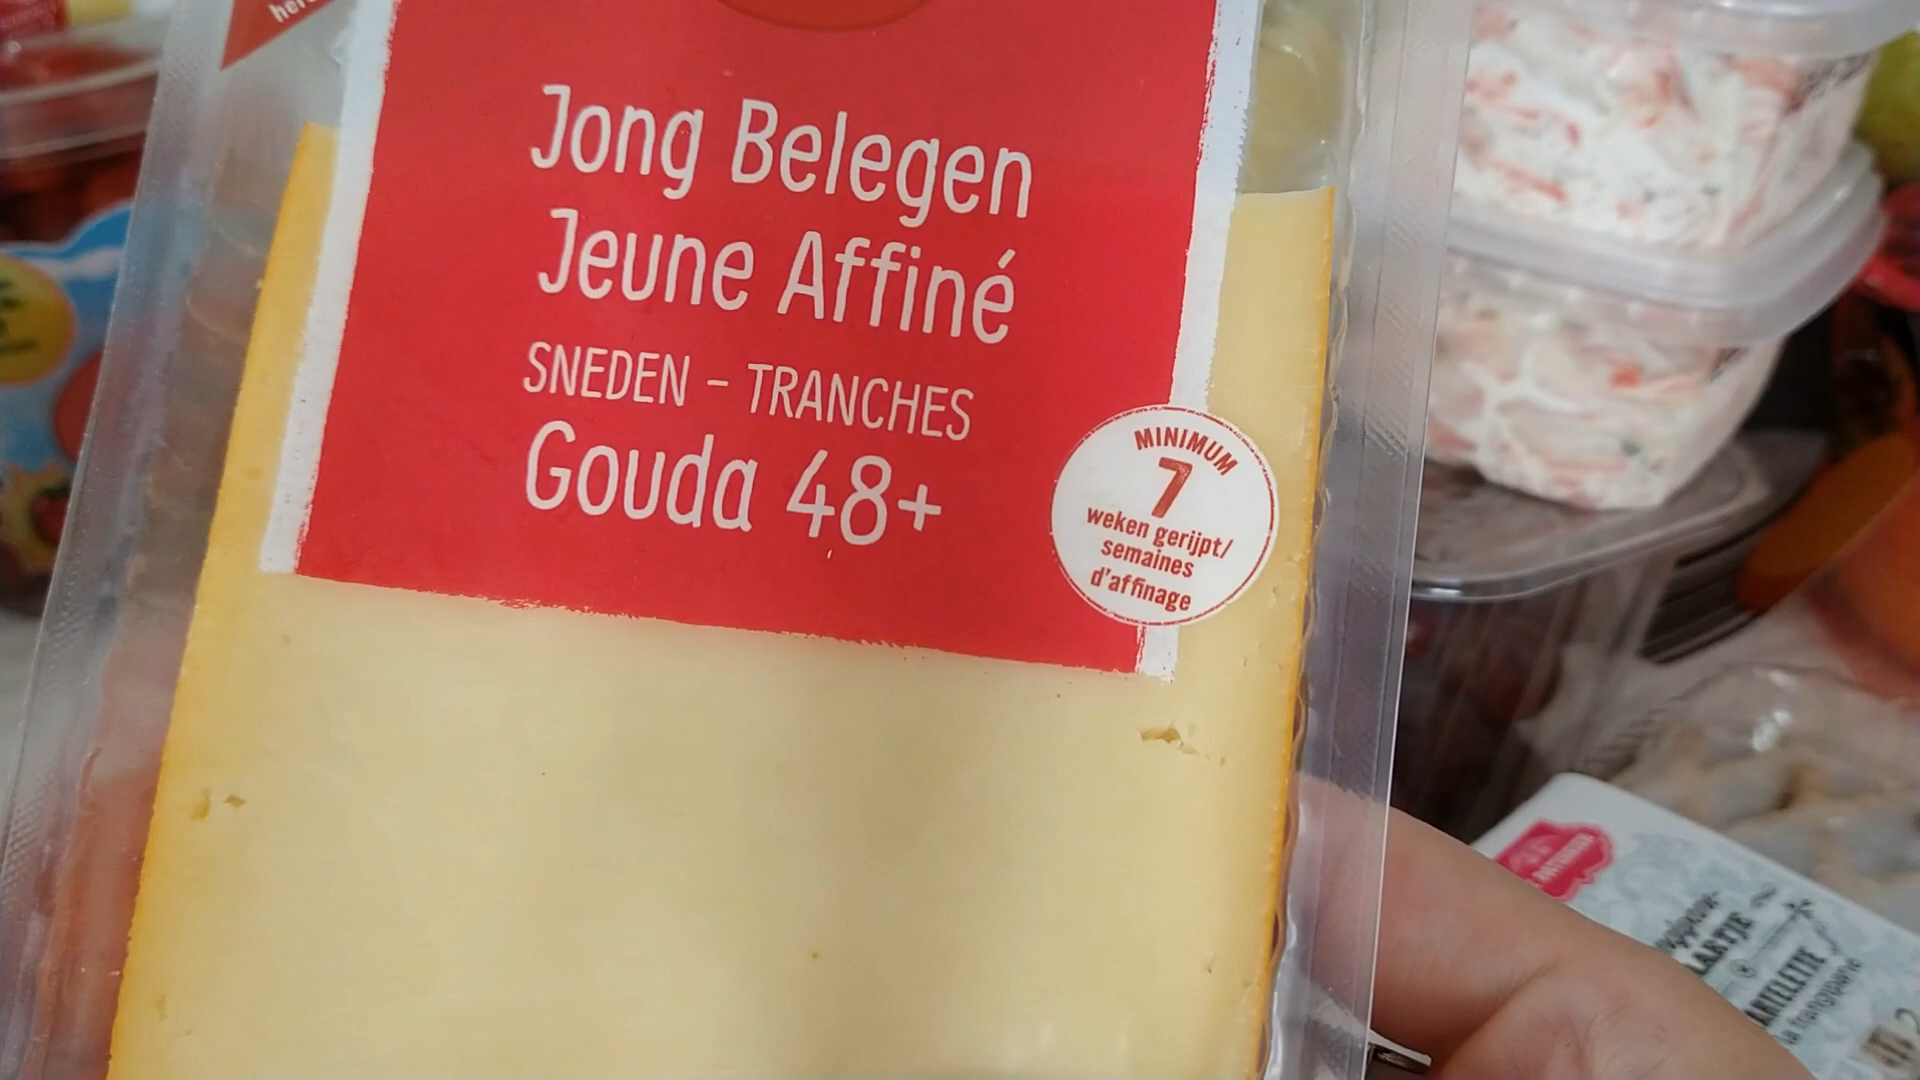 Jong Belegen
Jeune Affiné
SNEDEN - TRANCHES
Gouda 48+
MINIMUM
7
weken gerijpt/
semaines
d'affinage